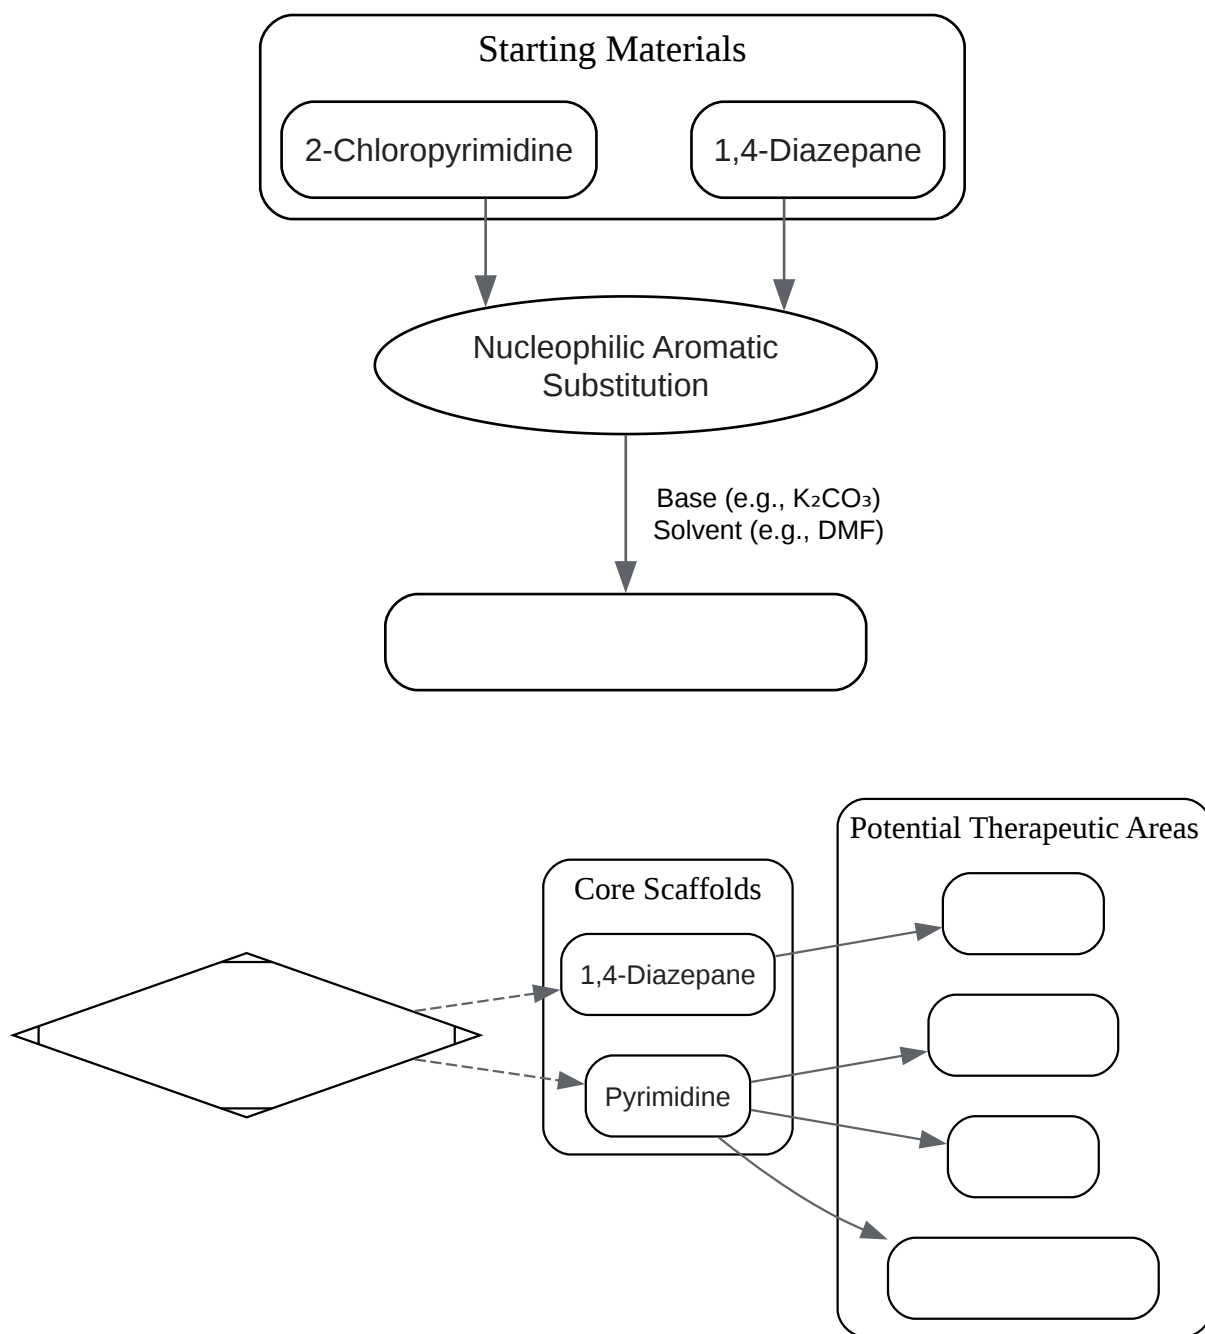 Starting Materials
2-Chloropyrimidine
1,4-Diazepane
Nucleophilic Aromatic
Substitution
Base (e.g., K₂CO₃)
Solvent (e.g., DMF)
Potential Therapeutic Areas
Core Scaffolds
1,4-Diazepane
Pyrimidine